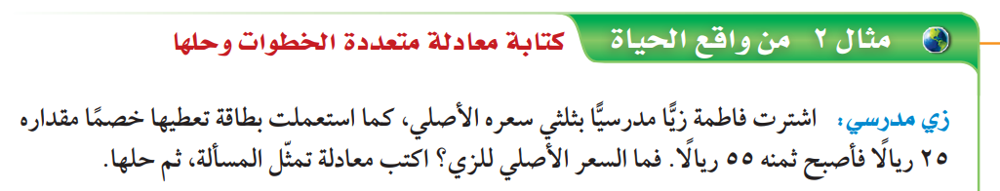 مثال ٢ من واقع الحياة كتابة معادلة متعددة الخطوات وحلها
زي مدرسي: اشترت فاطمة زيًّا مدرسيًّا بثلثي سعره الأصلي، كما استعملت بطاقة تعطيها خصمًا مقداره
٢٥ ريالًا فأصبح ثمنه ٥٥ ريالًا. فما السعر الأصلي للزي؟ اكتب معادلة تمثّل المسألة، ثم حلها.